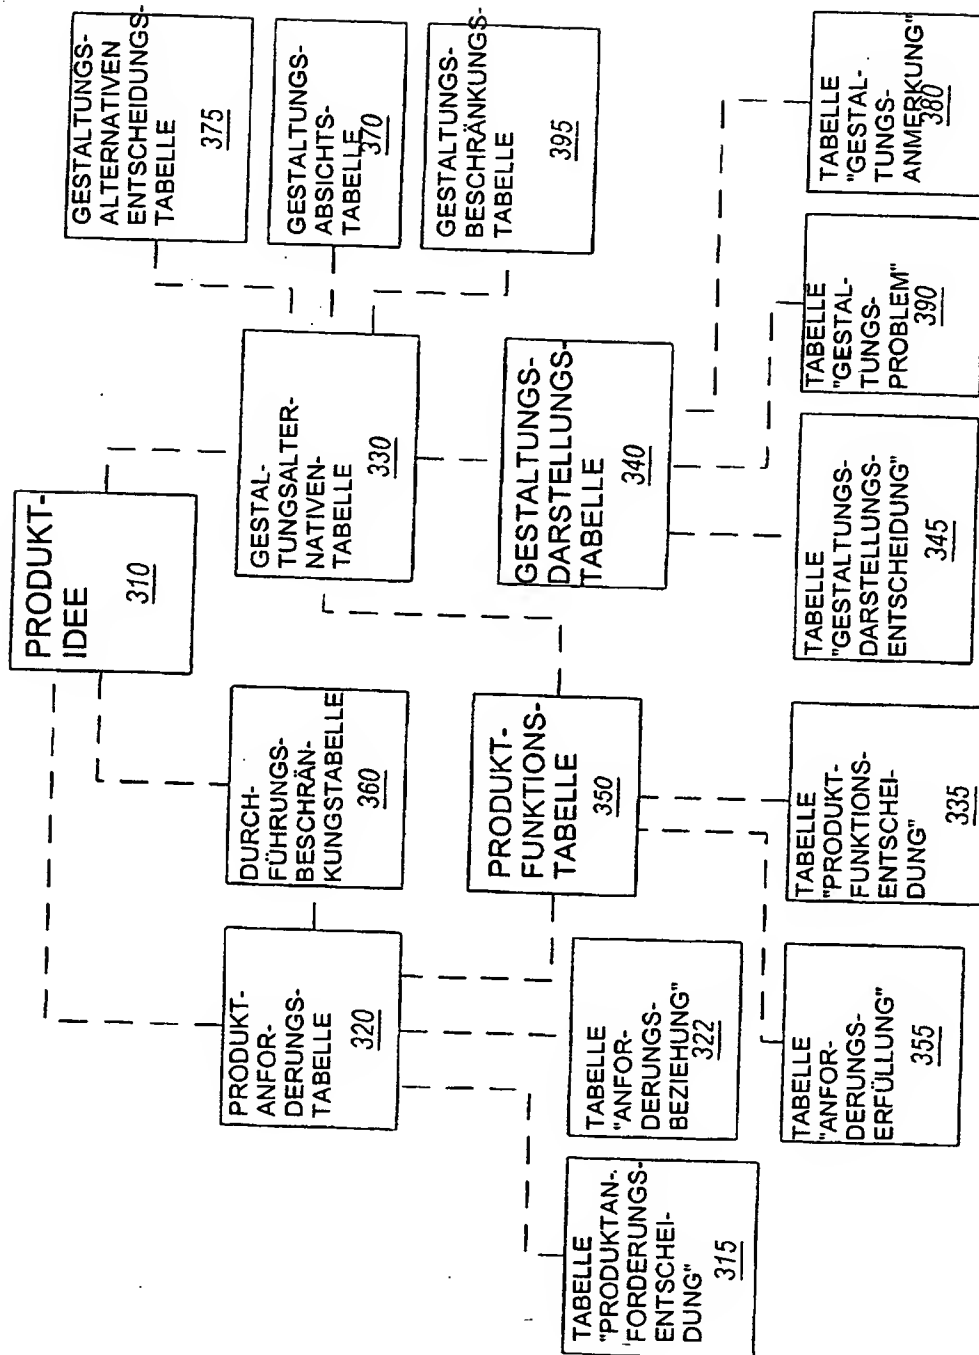 PRODUKT-
IDEE
310
PRODUKT-
ANFOR-
DERUNGS-
TABELLE
320
DURCH-
FÜHRUNGS-
BESCHRÄN-
KUNGSTABELLE
360
GESTAL-
TUNGSALTER-
NATIVEN-
TABELLE
330
GESTALTUNGS-
ALTERNATIVEN
ENTSCHEIDUNGS-
TABELLE
375
GESTALTUNGS-
ABSICHTS-
TABELLE
370
GESTALTUNGS-
BESCHRÄNKUNGS-
TABELLE
395
PRODUKT-
FUNKTIONS-
TABELLE
350
GESTALTUNGS-
DARSTELLUNGS-
TABELLE
340
TABELLE
"PRODUKTAN-
FORDERUNGS-
ENTSCHEI-
DUNG"
315
TABELLE
"ANFOR-
DERUNGS-
BEZIEHUNG"
322
TABELLE
"ANFOR-
DERUNGS-
ERFÜLLUNG"
355
TABELLE
"PRODUKT-
FUNKTIONS-
ENTSCHEI-
DUNG"
335
TABELLE
"GESTALTUNGS-
DARSTELLUNGS-
ENTSCHEIDUNG"
345
TABELLE
"GESTAL-
TUNGS-
PROBLEM"
390
TABELLE
"GESTAL-
TUNGS-
ANMERKUNG"
380